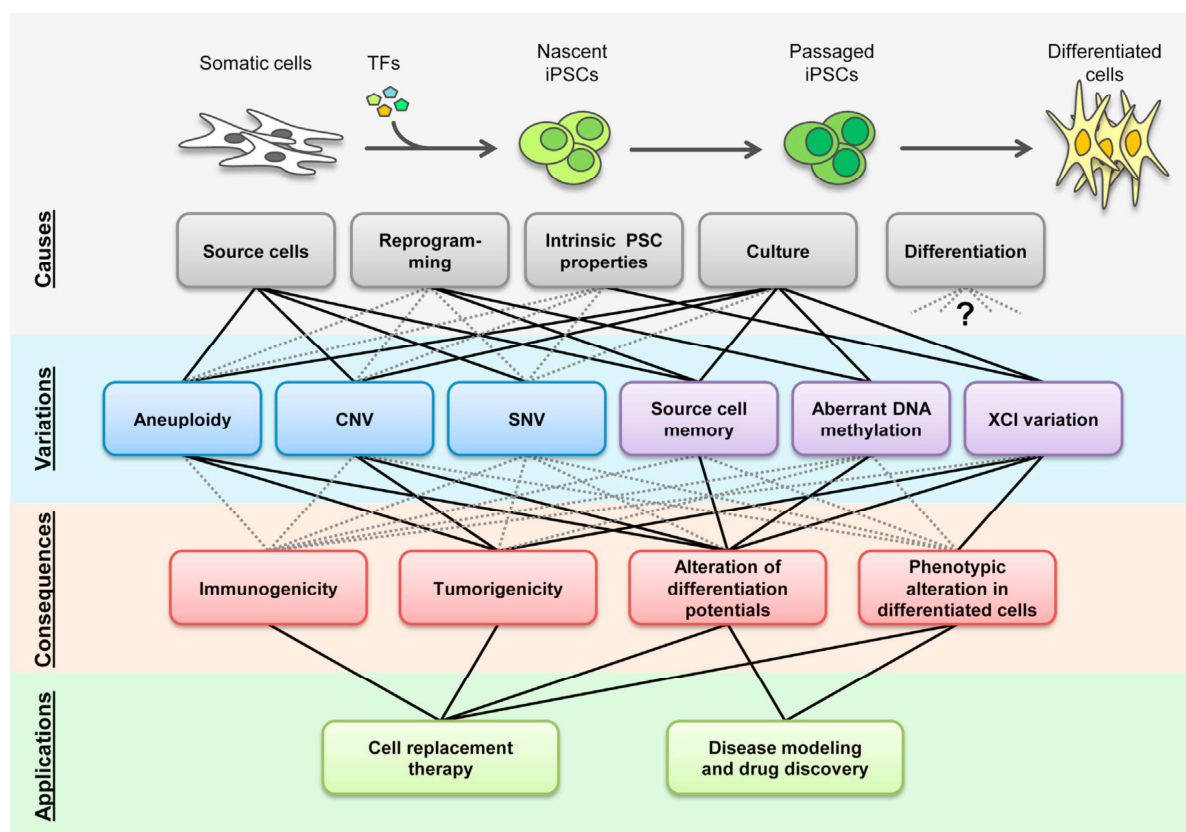 Somatic cells
TFs
Nascent
iPSCs
Passaged
iPSCs
Differentiated
cells
Causes
Source cells
Reprogram-
ming
Intrinsic PSC
properties
Culture
Differentiation
?
Variations
Aneuploidy
CNV
SNV
Source cell
memory
Aberrant DNA
methylation
XCI variation
Consequences
Immunogenicity
Tumorigenicity
Alteration of
differentiation
potentials
Phenotypic
alteration in
differentiated cells
Applications
Cell replacement
therapy
Disease modeling
and drug discovery